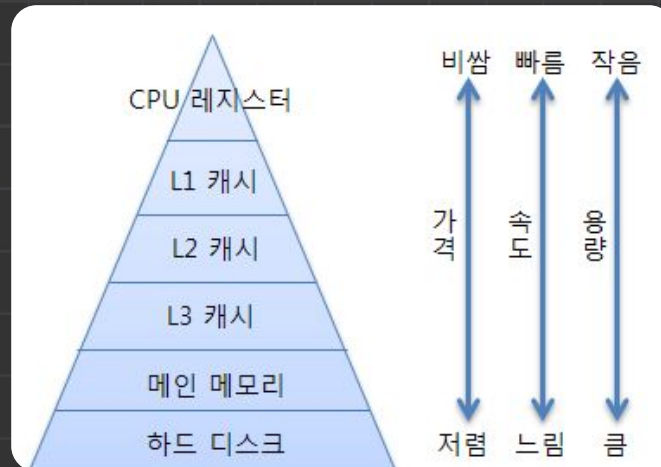 비쌈 빠름 작음
CPU 레지스터
L1 캐시
L2 캐시
L3 캐시
메인 메모리
하드 디스크
가격
속도
용량
저렴 느림 큼